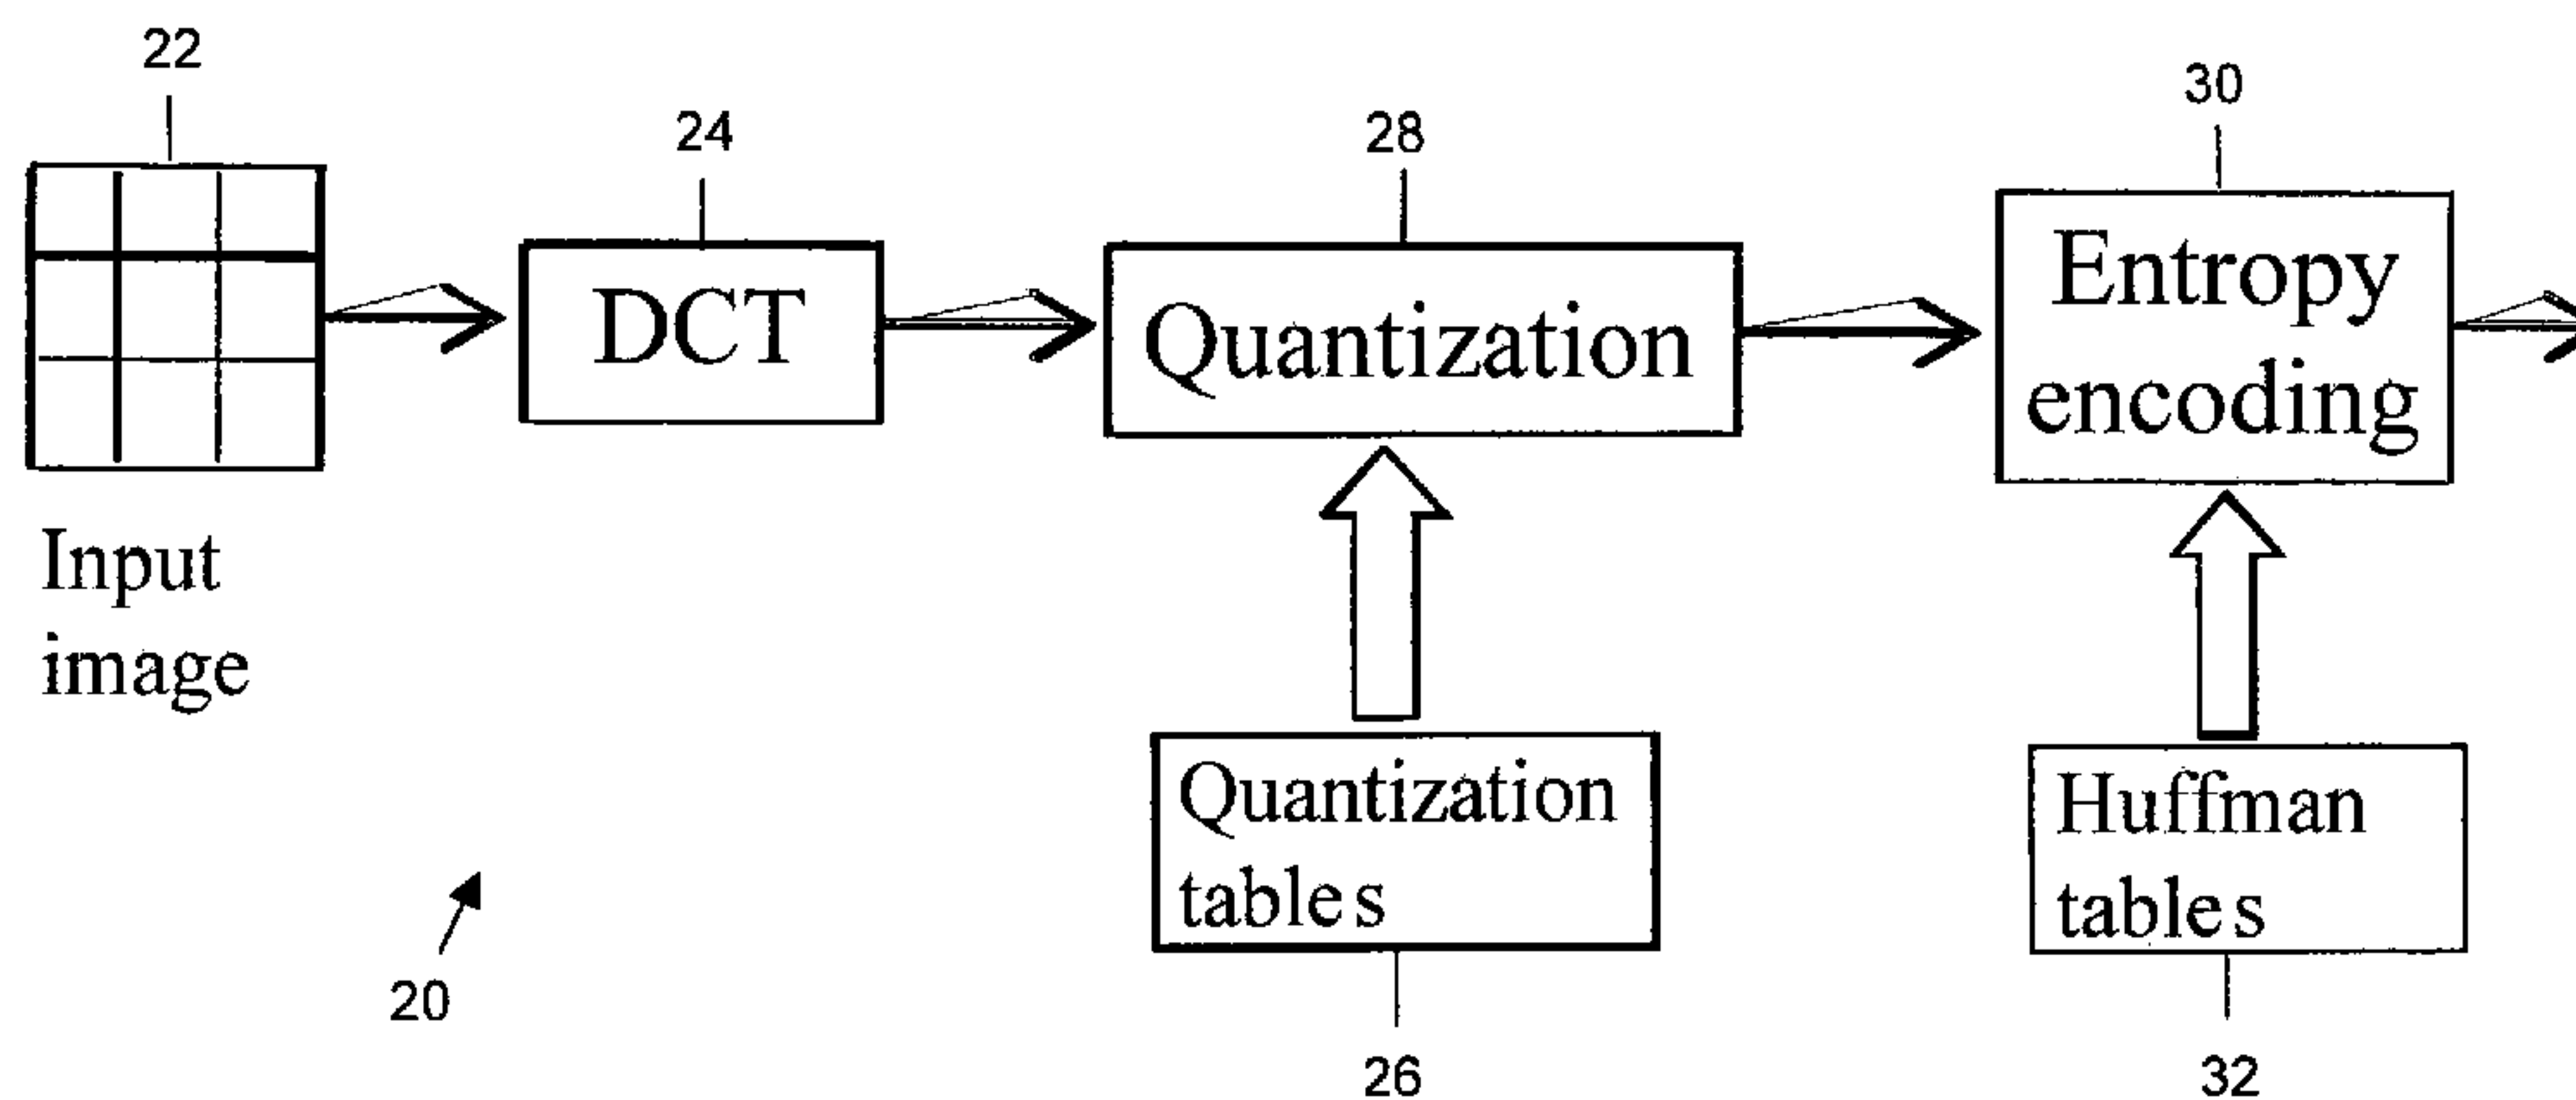 22
24
28
30
DCT
Quantization
Entropy
encoding
Input
image
Quantization
tables
Huffman
tables
20
26
32